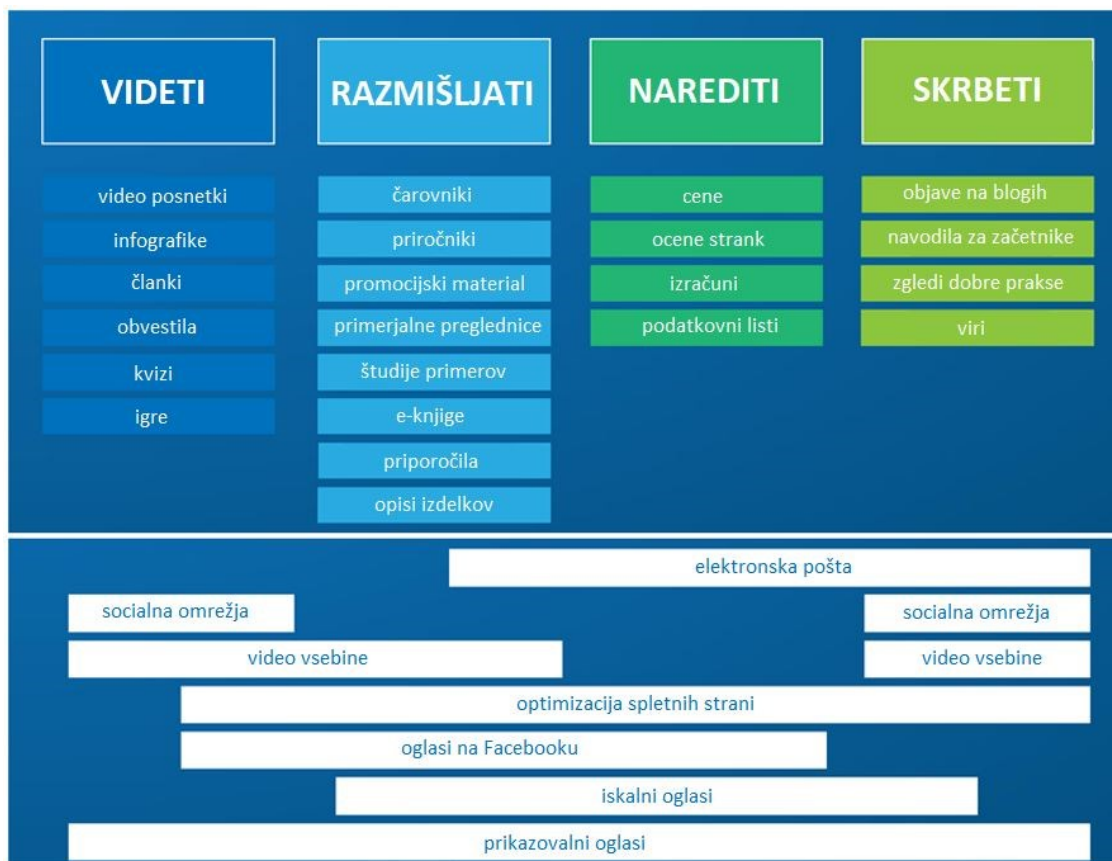 VIDETI
RAZMIŠLJATI
NAREDITI
SKRBETI
video posnetki
infografike
članki
obvestila
kvizi
igre
čarovniki
priročniki
promocijski material
primerjalne preglednice
študije primerov
e-knjige
priporočila
opisi izdelkov
cene
ocene strank
izračuni
podatkovni listi
objave na blogih
navodila za začetnike
zgledi dobre prakse
viri
elektronska pošta
socialna omrežja
socialna omrežja
video vsebine
video vsebine
optimizacija spletnih strani
oglasi na Facebooku
iskalni oglasi
prikazovalni oglasi